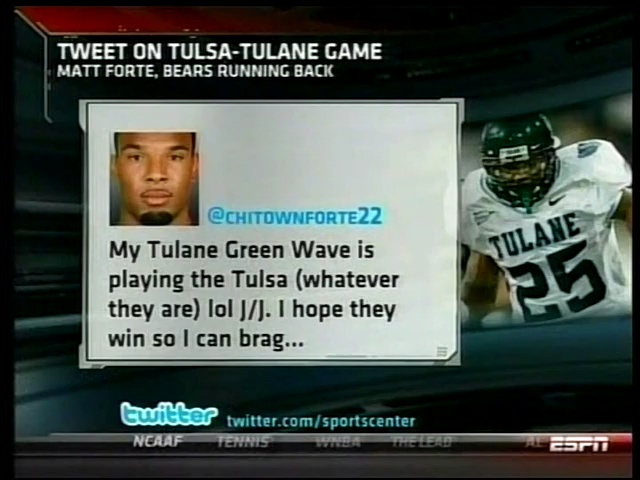 TWEET ON TULSA-TULANE GAME
MATT FORTE, BEARS RUNNING BACK
@CHITOWNFORTE22
My Tulane Green Wave is
playing the Tulsa (whatever
they are) lol J/J. I hope they
win so I can brag...
TULANE
25
twitter twitter.com/sportscenter
NCAAF TENNIS WNBA THE LEAD AL ESPN